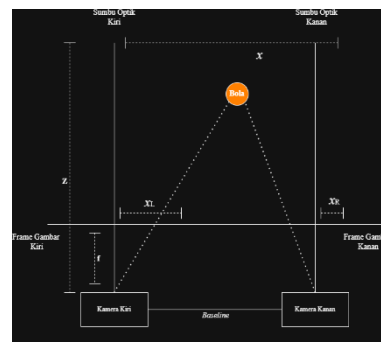 Sumbu Optik
Kiri
Sumbu Optik
Kanan
X
Bola
Z
XL
XR
Frame Gambar
Kiri
f
Frame Gam
Kanan
Kamera Kiri
Baseline
Kamera Kanan